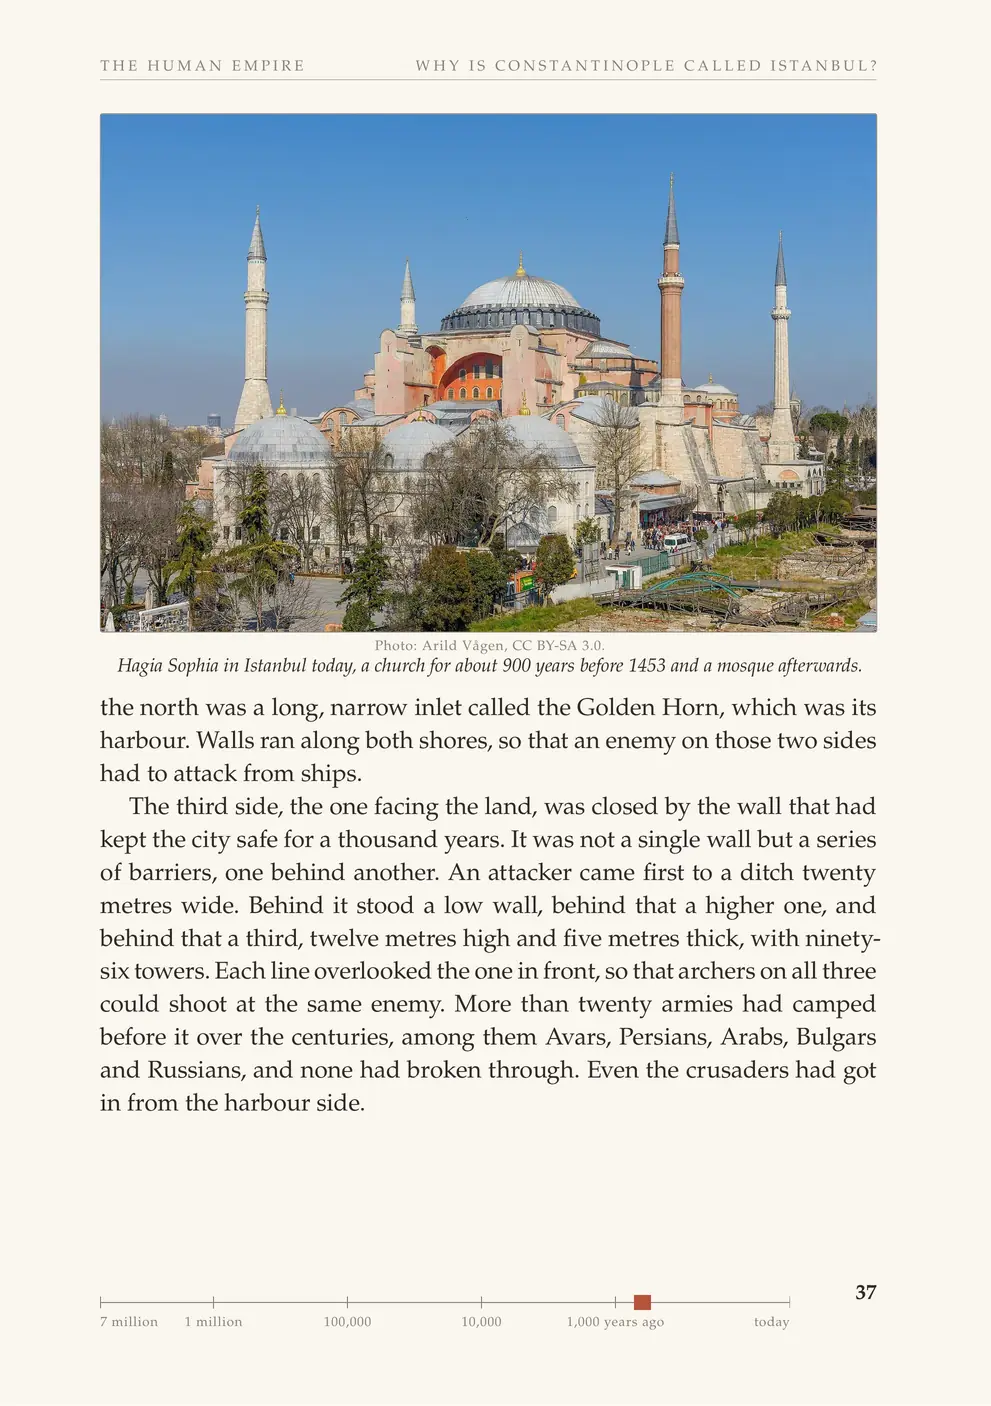 THE HUMAN EMPIRE
WHY IS CONSTANTINOPLE CALLED ISTANBUL?
Photo: Arild Vågen, CC BY-SA 3.0.
Hagia Sophia in Istanbul today, a church for about 900 years before 1453 and a mosque afterwards.
the north was a long, narrow inlet called the Golden Horn, which was its
harbour. Walls ran along both shores, so that an enemy on those two sides
had to attack from ships.
The third side, the one facing the land, was closed by the wall that had
kept the city safe for a thousand years. It was not a single wall but a series
of barriers, one behind another. An attacker came first to a ditch twenty
metres wide. Behind it stood a low wall, behind that a higher one, and
behind that a third, twelve metres high and five metres thick, with ninety-
six towers. Each line overlooked the one in front, so that archers on all three
could shoot at the same enemy. More than twenty armies had camped
before it over the centuries, among them Avars, Persians, Arabs, Bulgars
and Russians, and none had broken through. Even the crusaders had got
in from the harbour side.
37
7 million
1 million
100,000
10,000
1,000 years ago
today